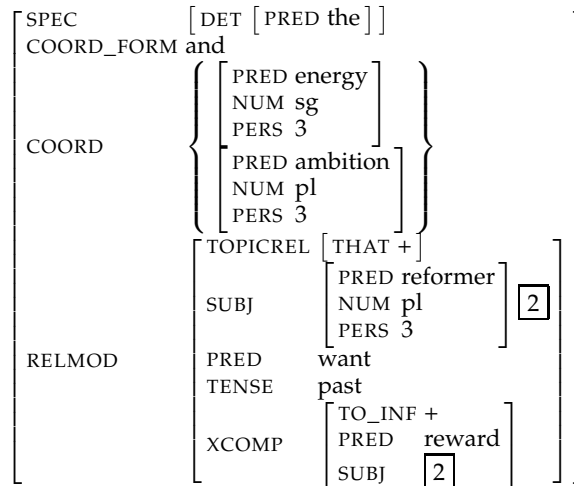 SPEC DET PRED the
COORD_FORM and
PRED energy
NUM sg
PERS 3
COORD
PRED ambition
NUM pl
PERS 3
TOPICREL THAT +
PRED reformer
SUBJ NUM pl 2
PERS 3
RELMOD PRED want
TENSE past
TO_INF +
XCOMP PRED reward
SUBJ 2